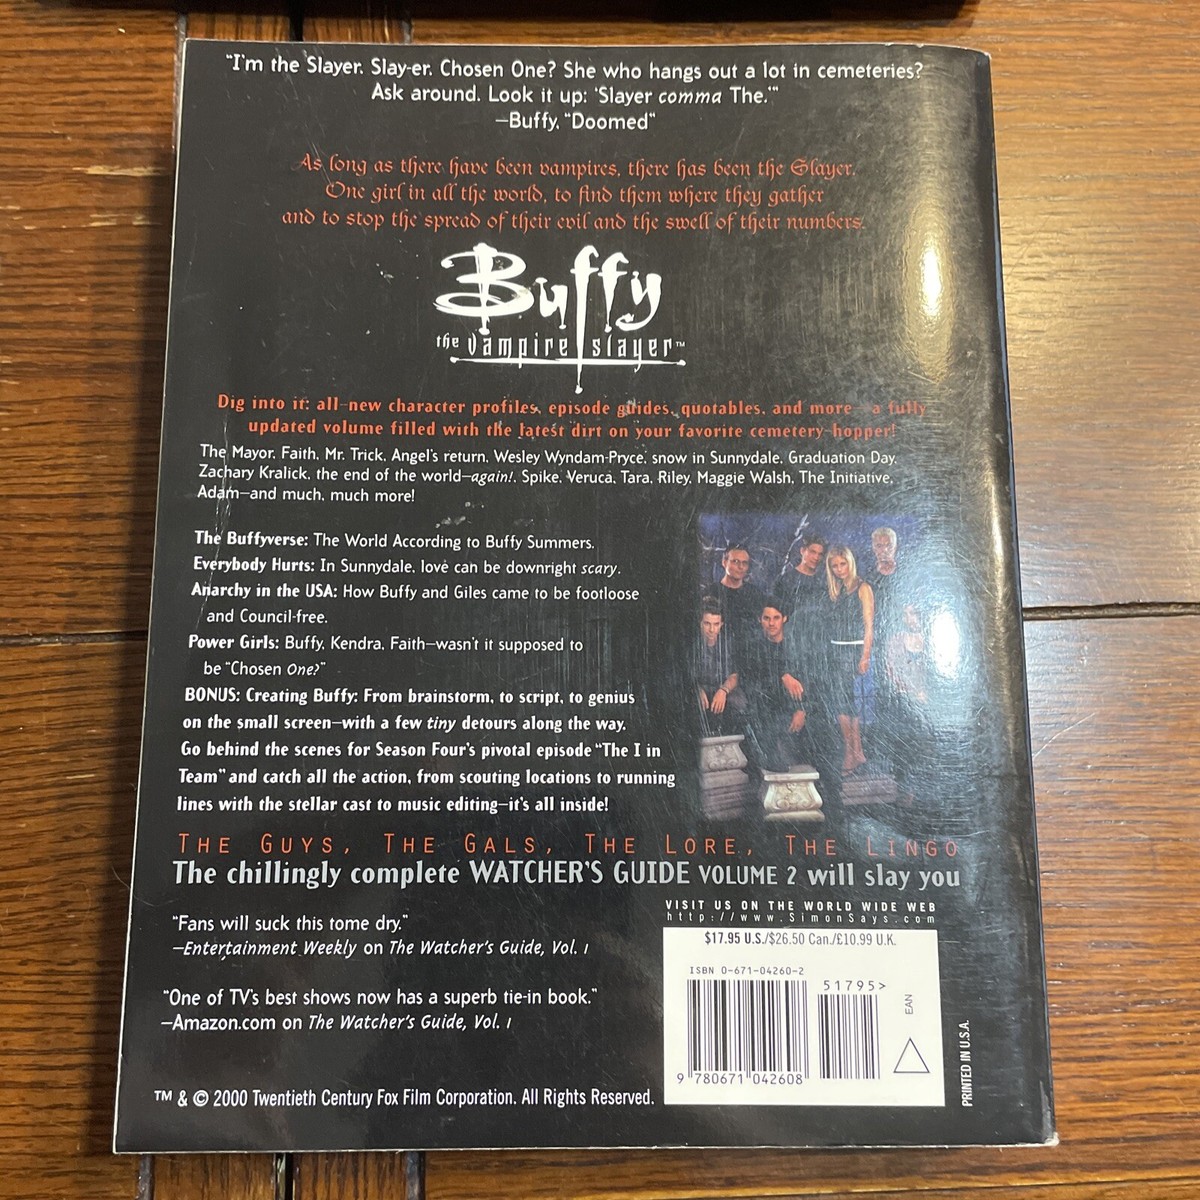 "I'm the Slayer. Slay-er. Chosen One? She who hangs out a lot in cemeteries?
Ask around. Look it up: 'Slayer comma The.'"
—Buffy, "Doomed"
As long as there have been vampires, there has been the Slayer.
One girl in all the world, to find them where they gather
and to stop the spread of their evil and the swell of their numbers.
Buffy
the vampire slayer™
Dig into it: all-new character profiles, episode guides, quotables, and more—a fully
updated volume filled with the latest dirt on your favorite cemetery-hopper!
The Mayor, Faith, Mr. Trick, Angel's return, Wesley Wyndam-Pryce, snow in Sunnydale, Graduation Day,
Zachary Kralick, the end of the world—again!, Spike, Veruca, Tara, Riley, Maggie Walsh, The Initiative,
Adam—and much, much more!
The Buffyverse: The World According to Buffy Summers.
Everybody Hurts: In Sunnydale, love can be downright scary.
Anarchy in the USA: How Buffy and Giles came to be footloose
and Council-free.
Power Girls: Buffy, Kendra, Faith—wasn't it supposed to
be "Chosen One?"
BONUS: Creating Buffy: From brainstorm, to script, to genius
on the small screen—with a few tiny detours along the way.
Go behind the scenes for Season Four's pivotal episode "The I in
Team" and catch all the action, from scouting locations to running
lines with the stellar cast to music editing—it's all inside!
THE GUYS, THE GALS, THE LORE, THE LINGO
The chillingly complete WATCHER'S GUIDE VOLUME 2 will slay you
"Fans will suck this tome dry."
—Entertainment Weekly on The Watcher's Guide, Vol. 1
"One of TV's best shows now has a superb tie-in book."
—Amazon.com on The Watcher's Guide, Vol. 1
™ & © 2000 Twentieth Century Fox Film Corporation. All Rights Reserved.
VISIT US ON THE WORLD WIDE WEB
http://www.SimonSays.com
$17.95 U.S./$26.50 Can./£10.99 U.K.
ISBN 0-671-04260-2
51795>
EAN
9 780671 042608
PRINTED IN U.S.A.